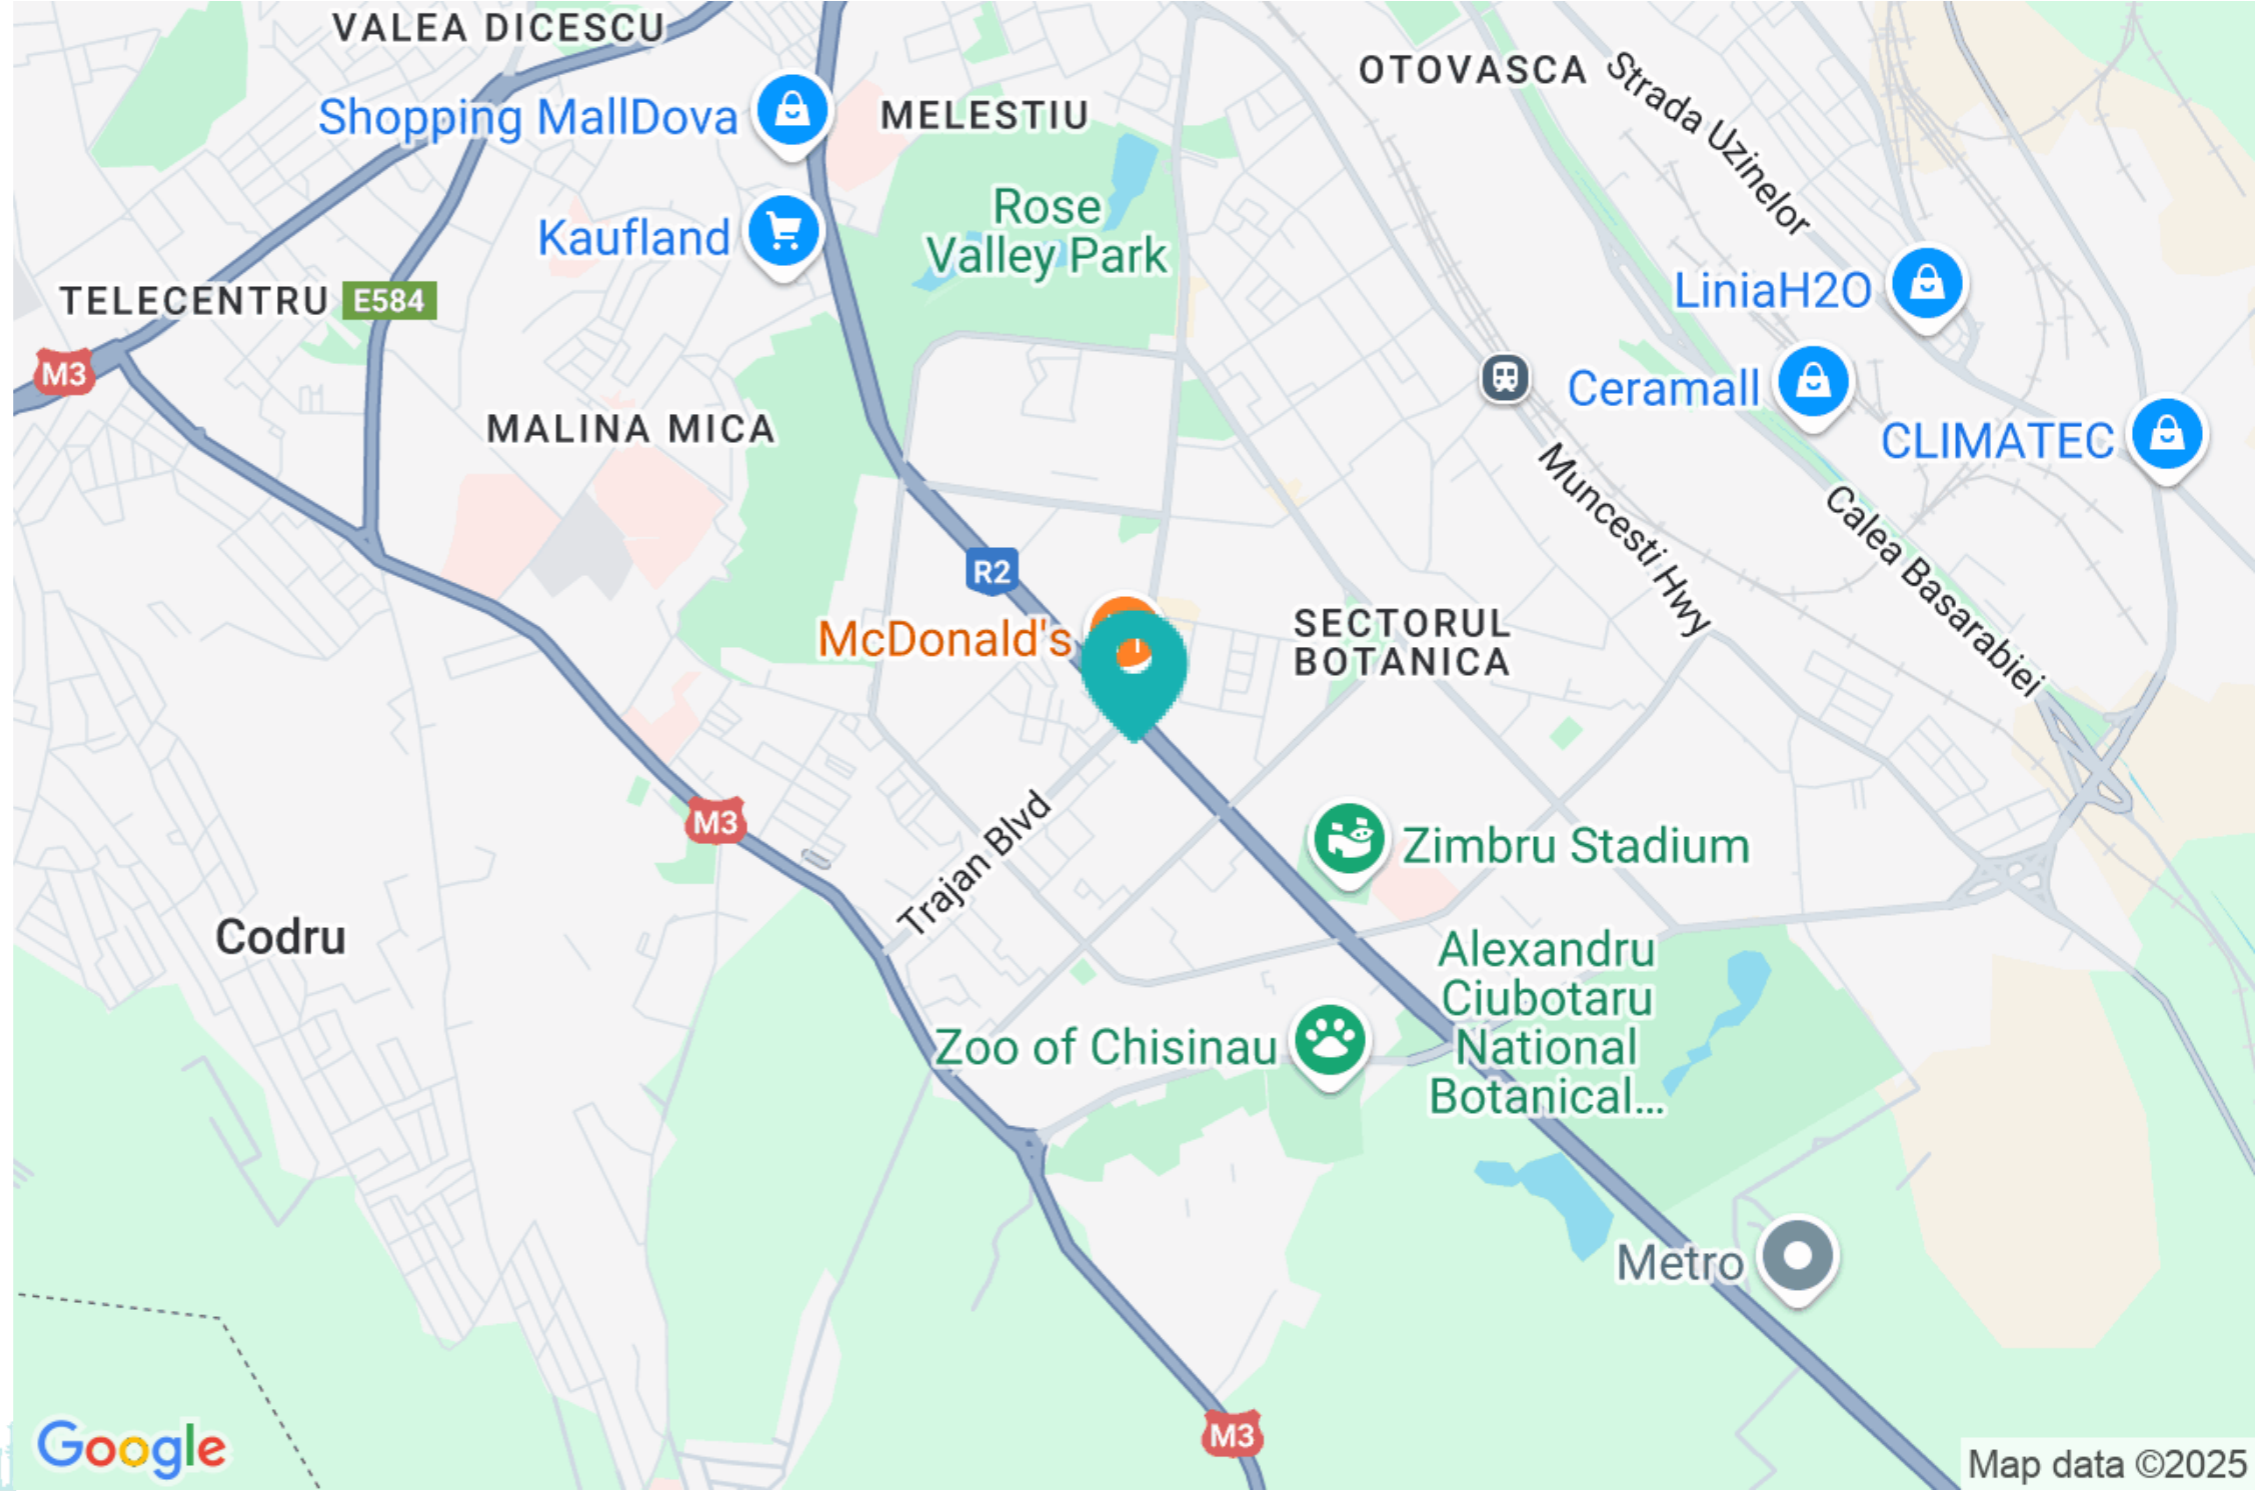 VALEA DICESCU
OTOVASCA
Strada Uzinelor
Shopping MallDova
MELESTIU
Rose
Valley Park
Kaufland
LiniaH2O
TELECENTRU
E584
M3
Ceramall
MALINA MICA
CLIMATEC
Muncesti Hwy
Calea Basarabiei
R2
McDonald's
SECTORUL
BOTANICA
M3
Trajan Blvd
Zimbru Stadium
Codru
Alexandru
Ciubotaru
National
Botanical...
Zoo of Chisinau
Metro
M3
Google
Map data ©2025